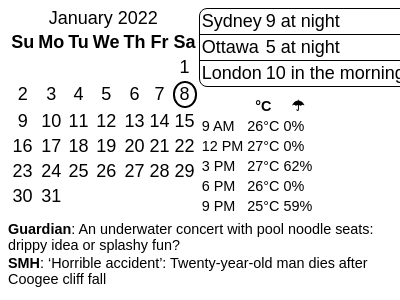 January 2022
Su Mo Tu We Th Fr Sa
1
2 3 4 5 6 7 8
9 10 11 12 13 14 15
16 17 18 19 20 21 22
23 24 25 26 27 28 29
30 31
Sydney 9 at night
Ottawa 5 at night
London 10 in the morning
°C ☂
9 AM 26°C 0%
12 PM 27°C 0%
3 PM 27°C 62%
6 PM 26°C 0%
9 PM 25°C 59%
Guardian: An underwater concert with pool noodle seats:
drippy idea or splashy fun?
SMH: ‘Horrible accident’: Twenty-year-old man dies after
Coogee cliff fall